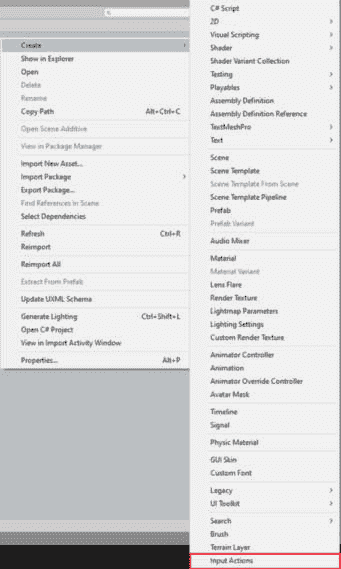 Create
Show in Explorer
Open
Delete
Rename
Copy Path Alt+Ctrl+C
Open Scene Additive
View in Package Manager
Import New Asset...
Import Package
Export Package...
Find References In Scene
Select Dependencies
Refresh Ctrl+R
Reimport
Reimport All
Extract From Prefab
Update UXML Schema
Generate Lighting Ctrl+Shift+L
Open C# Project
View in Import Activity Window
Properties... Alt+P
C# Script
2D
Visual Scripting
Shader
Shader Variant Collection
Testing
Playables
Assembly Definition
Assembly Definition Reference
TextMeshPro
Text
Scene
Scene Template
Scene Template From Scene
Scene Template Pipeline
Prefab
Prefab Variant
Audio Mixer
Material
Material Variant
Lens Flare
Render Texture
Lightmap Parameters
Lighting Settings
Custom Render Texture
Animator Controller
Animation
Animator Override Controller
Avatar Mask
Timeline
Signal
Physic Material
GUI Skin
Custom Font
Legacy
UI Toolkit
Search
Brush
Terrain Layer
Input Actions